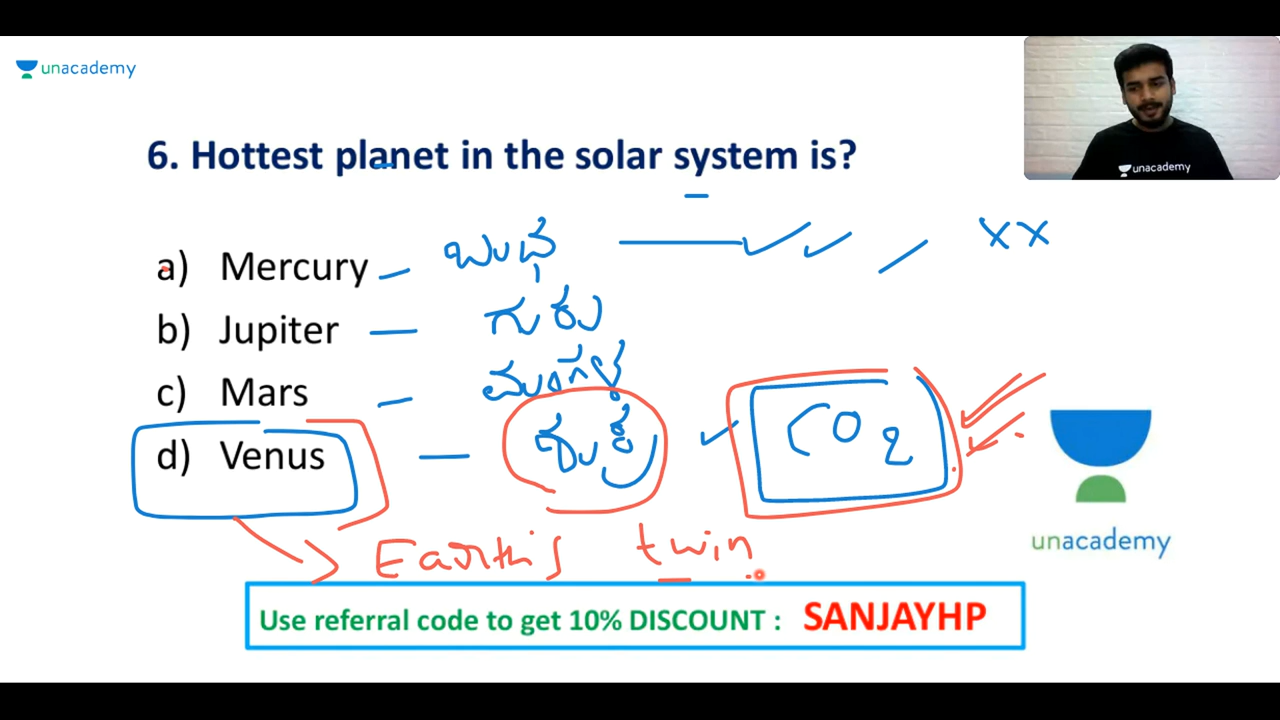 unacademy
unacademy
6. Hottest planet in the solar system is?
a) Mercury – ಬುಧ
b) Jupiter – ಗುರು
c) Mars – ಮಂಗಳ
d) Venus – ಶುಕ್ರ CO2
Earth's twin
unacademy
Use referral code to get 10% DISCOUNT : SANJAYHP